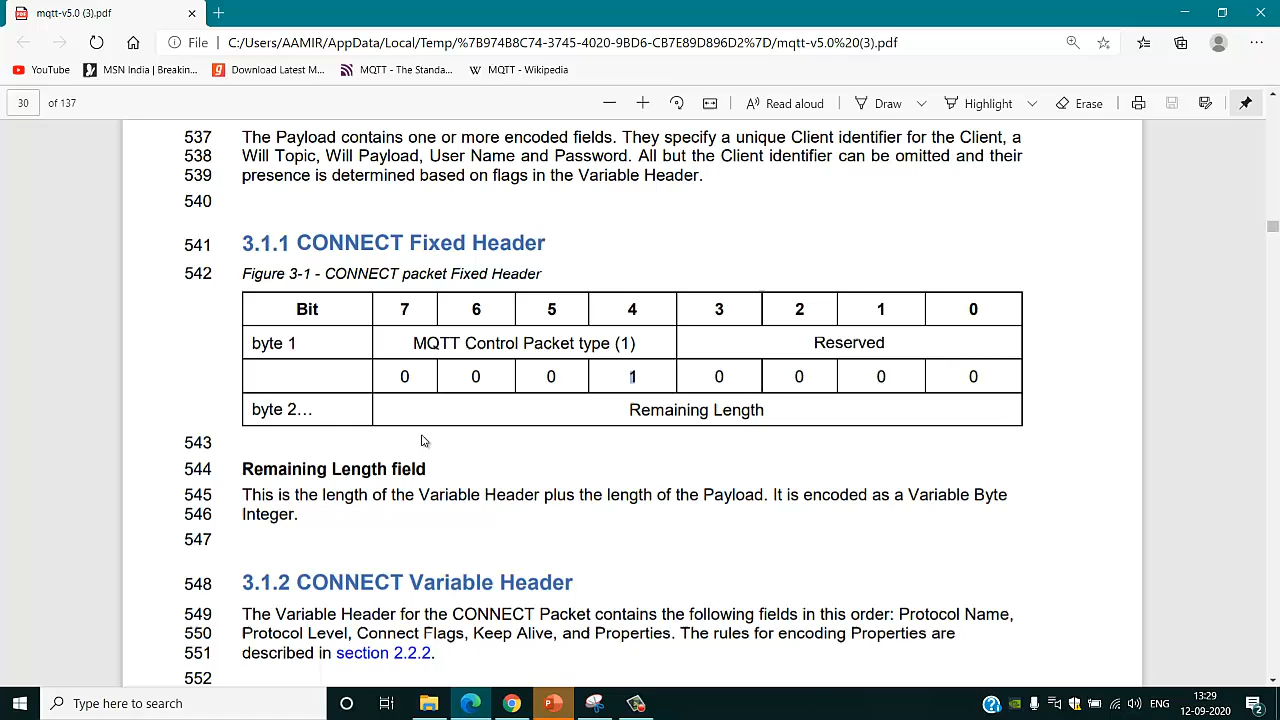 mqtt-v5.0 (3).pdf
File C:/Users/AAMIR/AppData/Local/Temp/%7B974B8C74-3745-4020-9BD6-CB7E89D896D2%7D/mqtt-v5.0%20(3).pdf
YouTube MSN India | Breakin... Download Latest M... MQTT - The Standa... MQTT - Wikipedia
30 of 137 Read aloud Draw Highlight Erase
537 The Payload contains one or more encoded fields. They specify a unique Client identifier for the Client, a
538 Will Topic, Will Payload, User Name and Password. All but the Client identifier can be omitted and their
539 presence is determined based on flags in the Variable Header.
540
541 3.1.1 CONNECT Fixed Header
542 Figure 3-1 - CONNECT packet Fixed Header
Bit 7 6 5 4 3 2 1 0
byte 1 MQTT Control Packet type (1) Reserved
0 0 0 1 0 0 0 0
byte 2... Remaining Length
543
544 Remaining Length field
545 This is the length of the Variable Header plus the length of the Payload. It is encoded as a Variable Byte
546 Integer.
547
548 3.1.2 CONNECT Variable Header
549 The Variable Header for the CONNECT Packet contains the following fields in this order: Protocol Name,
550 Protocol Level, Connect Flags, Keep Alive, and Properties. The rules for encoding Properties are
551 described in section 2.2.2.
552
Type here to search ENG 13:29
12-09-2020 2